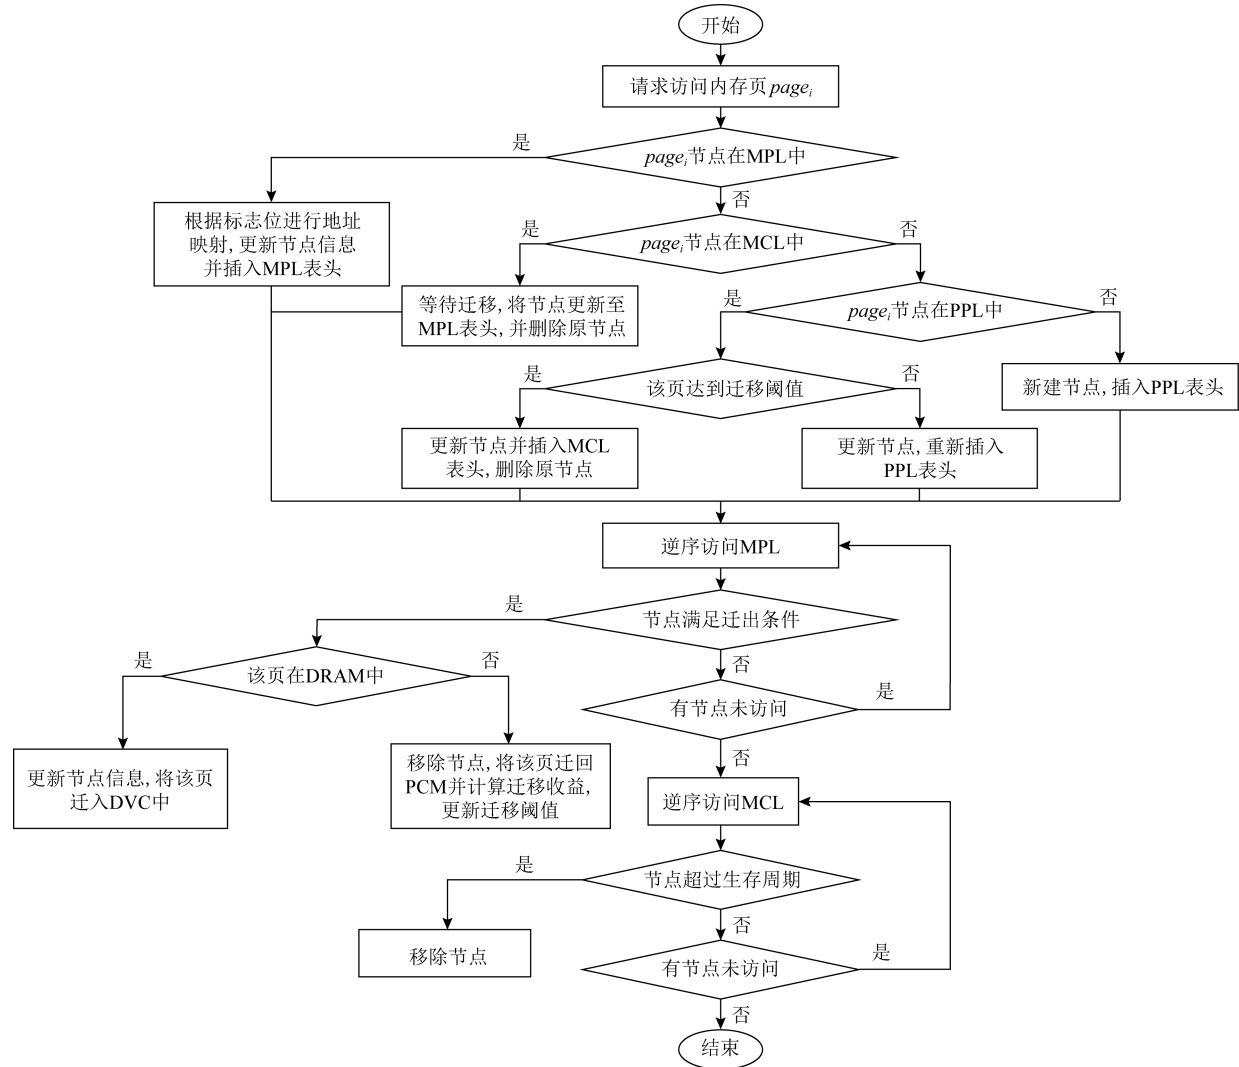 开始
请求访问内存页 pageᵢ
是
pageᵢ节点在MPL中
否
根据标志位进行地址
映射, 更新节点信息
并插入MPL表头
是
pageᵢ节点在MCL中
否
等待迁移, 将节点更新至
MPL表头, 并删除原节点
是
pageᵢ节点在PPL中
否
新建节点, 插入PPL表头
是
该页达到迁移阈值
否
更新节点并插入MCL
表头, 删除原节点
更新节点, 重新插入
PPL表头
逆序访问MPL
是
节点满足迁出条件
否
是
该页在DRAM中
否
有节点未访问
是
否
更新节点信息, 将该页
迁入DVC中
移除节点, 将该页迁回
PCM并计算迁移收益,
更新迁移阈值
逆序访问MCL
是
节点超过生存周期
否
移除节点
有节点未访问
是
否
结束